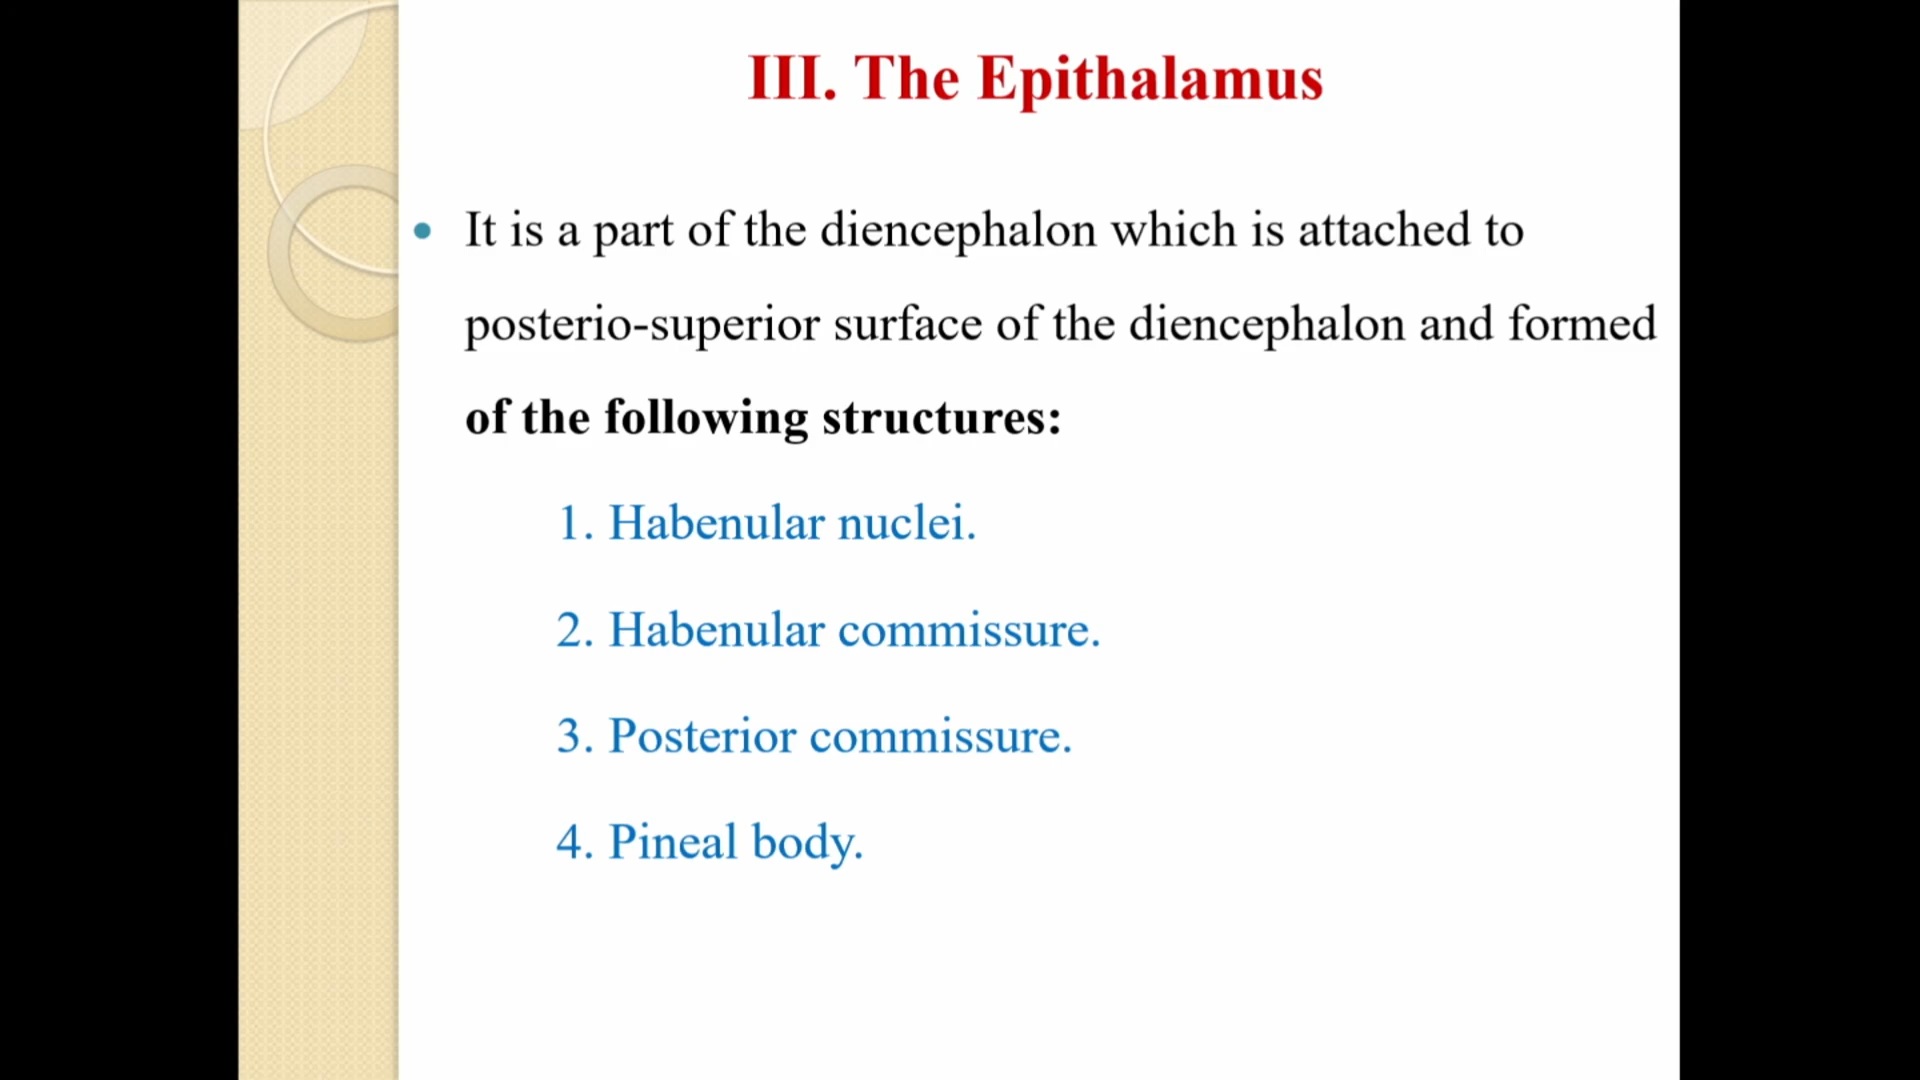 III. The Epithalamus
• It is a part of the diencephalon which is attached to
posterio-superior surface of the diencephalon and formed
of the following structures:
1. Habenular nuclei.
2. Habenular commissure.
3. Posterior commissure.
4. Pineal body.